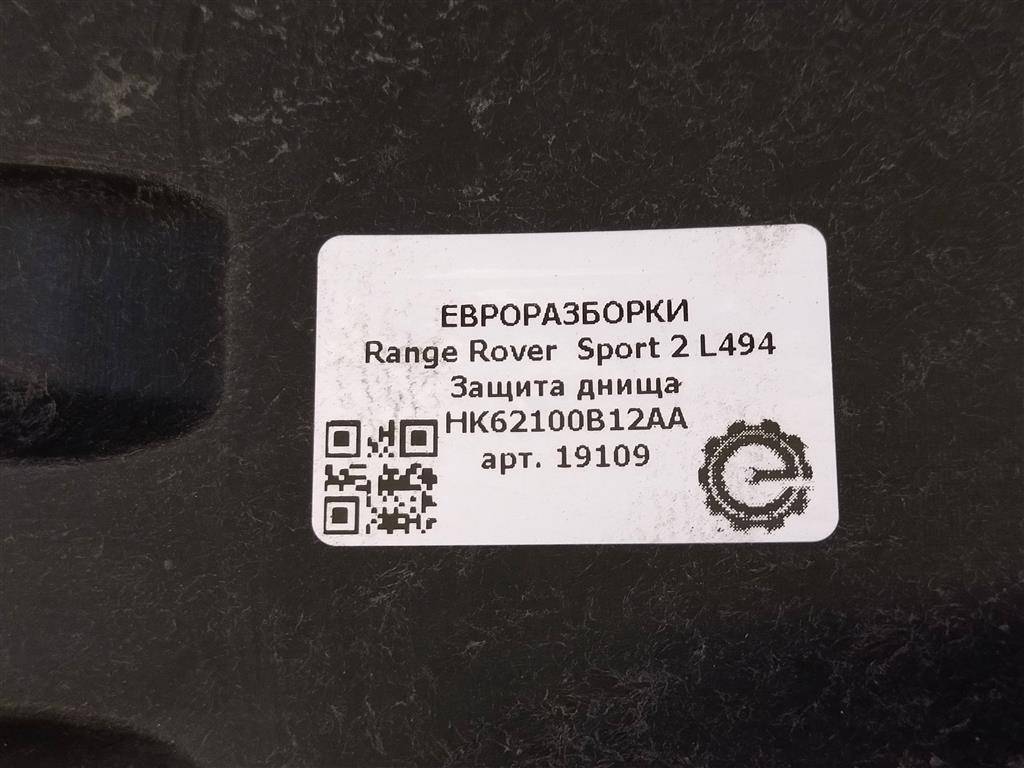 ЕВРОРАЗБОРКИ
Range Rover Sport 2 L494
Защита днища
HK62100B12AA
арт. 19109